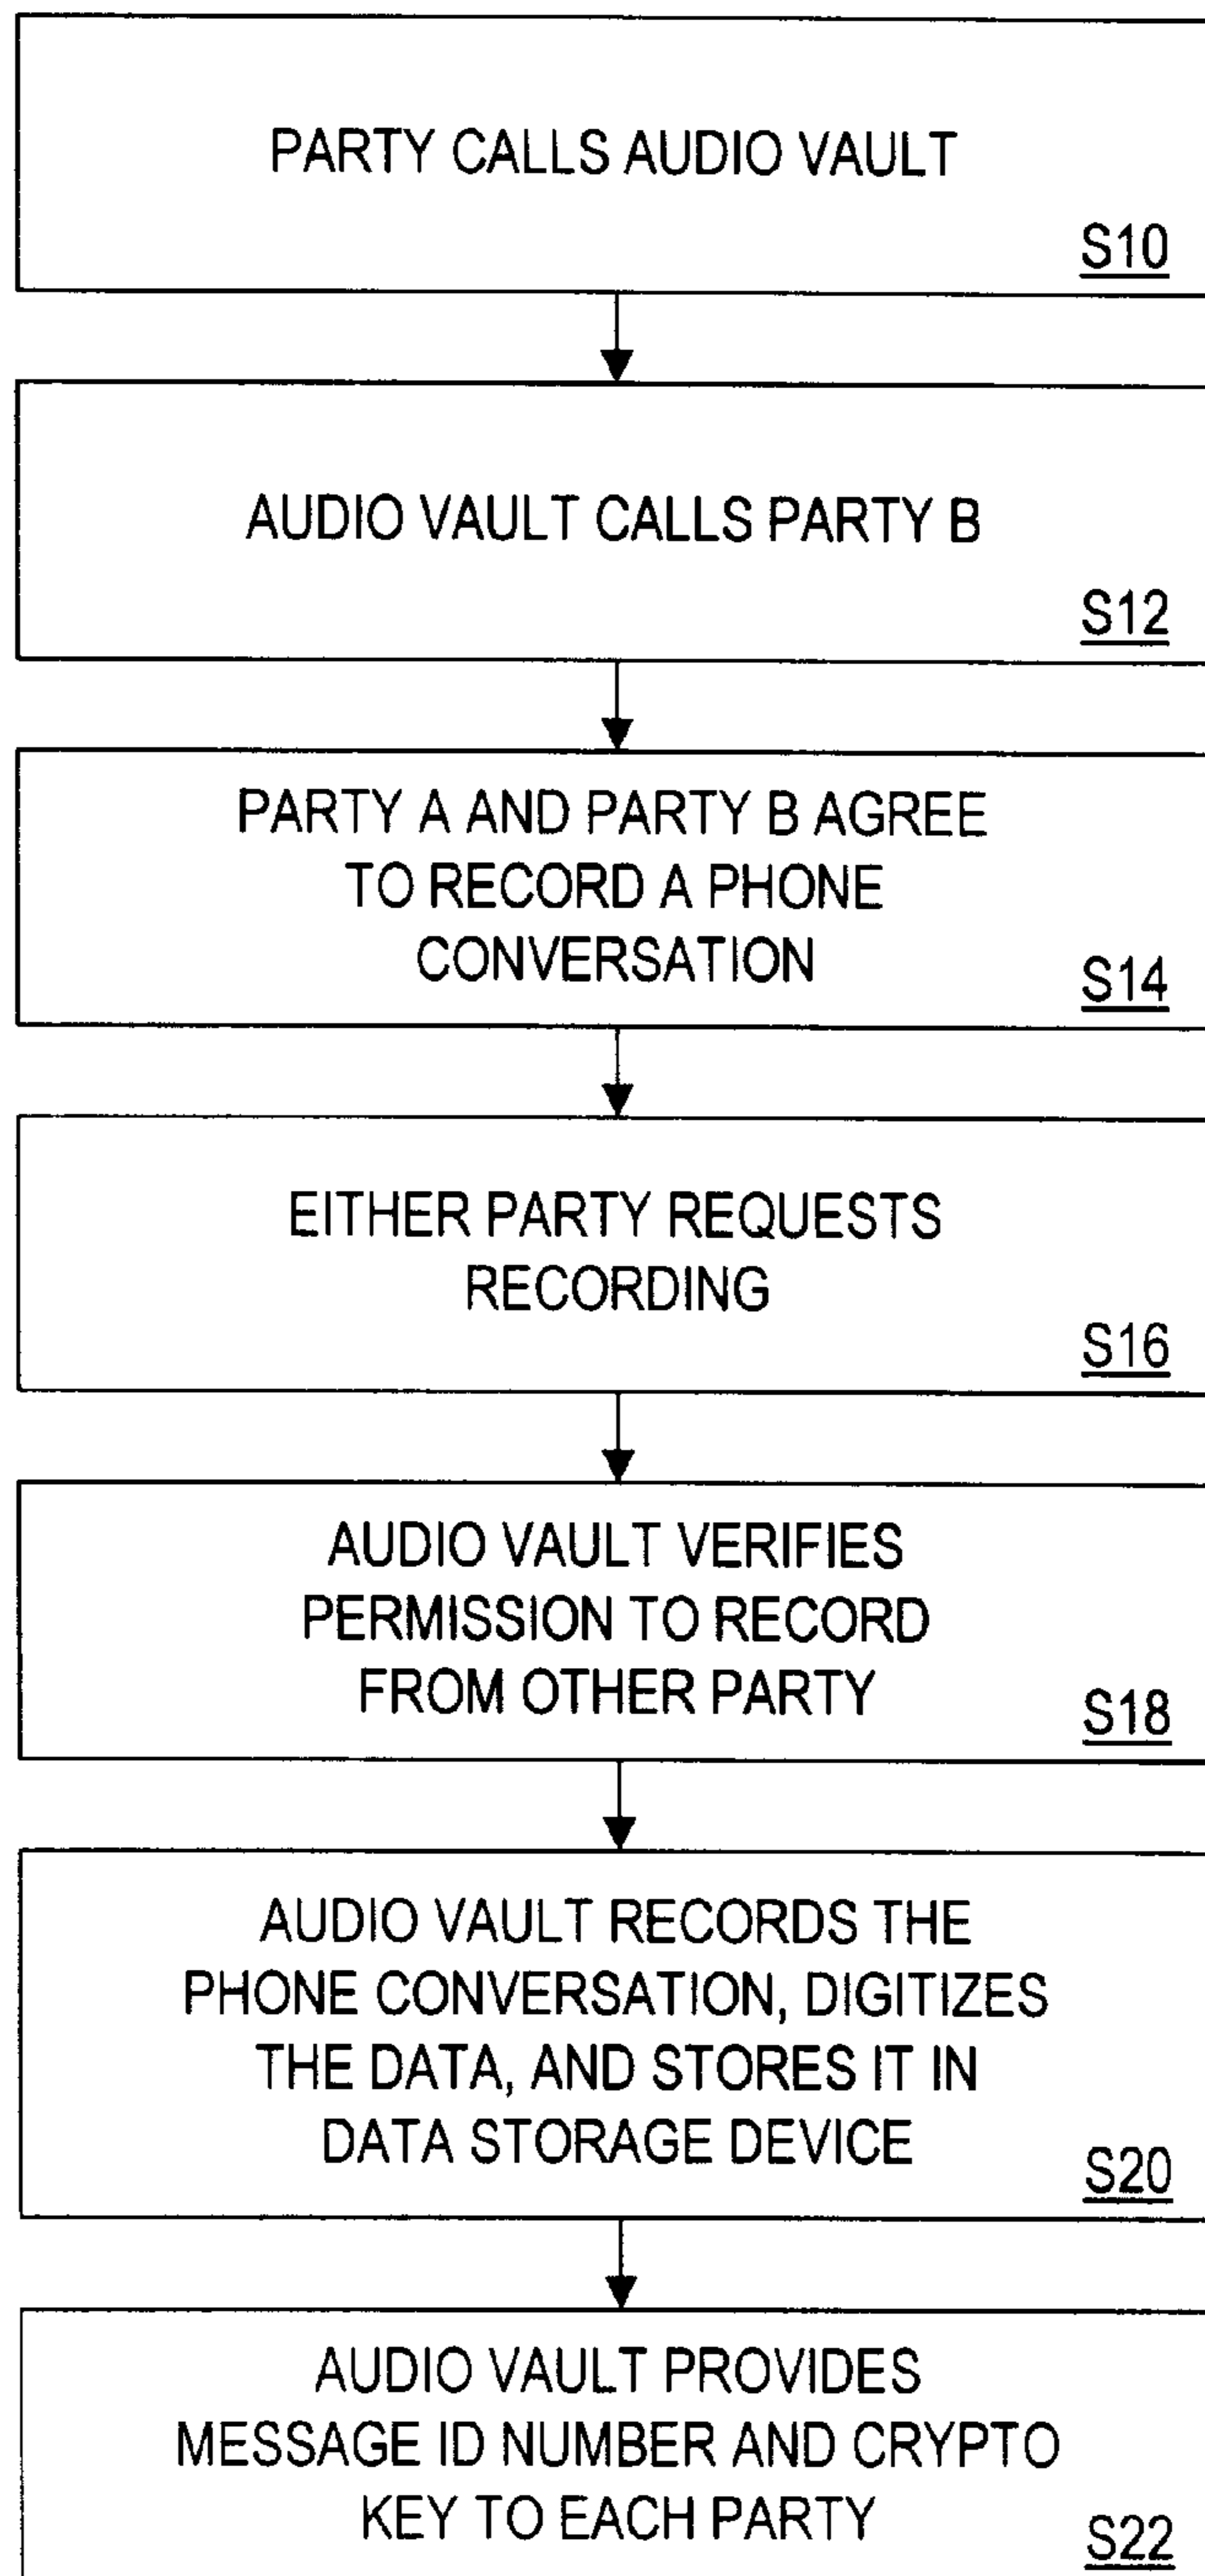 PARTY CALLS AUDIO VAULT
S10
AUDIO VAULT CALLS PARTY B
S12
PARTY A AND PARTY B AGREE
TO RECORD A PHONE
CONVERSATION
S14
EITHER PARTY REQUESTS
RECORDING
S16
AUDIO VAULT VERIFIES
PERMISSION TO RECORD
FROM OTHER PARTY
S18
AUDIO VAULT RECORDS THE
PHONE CONVERSATION, DIGITIZES
THE DATA, AND STORES IT IN
DATA STORAGE DEVICE
S20
AUDIO VAULT PROVIDES
MESSAGE ID NUMBER AND CRYPTO
KEY TO EACH PARTY
S22